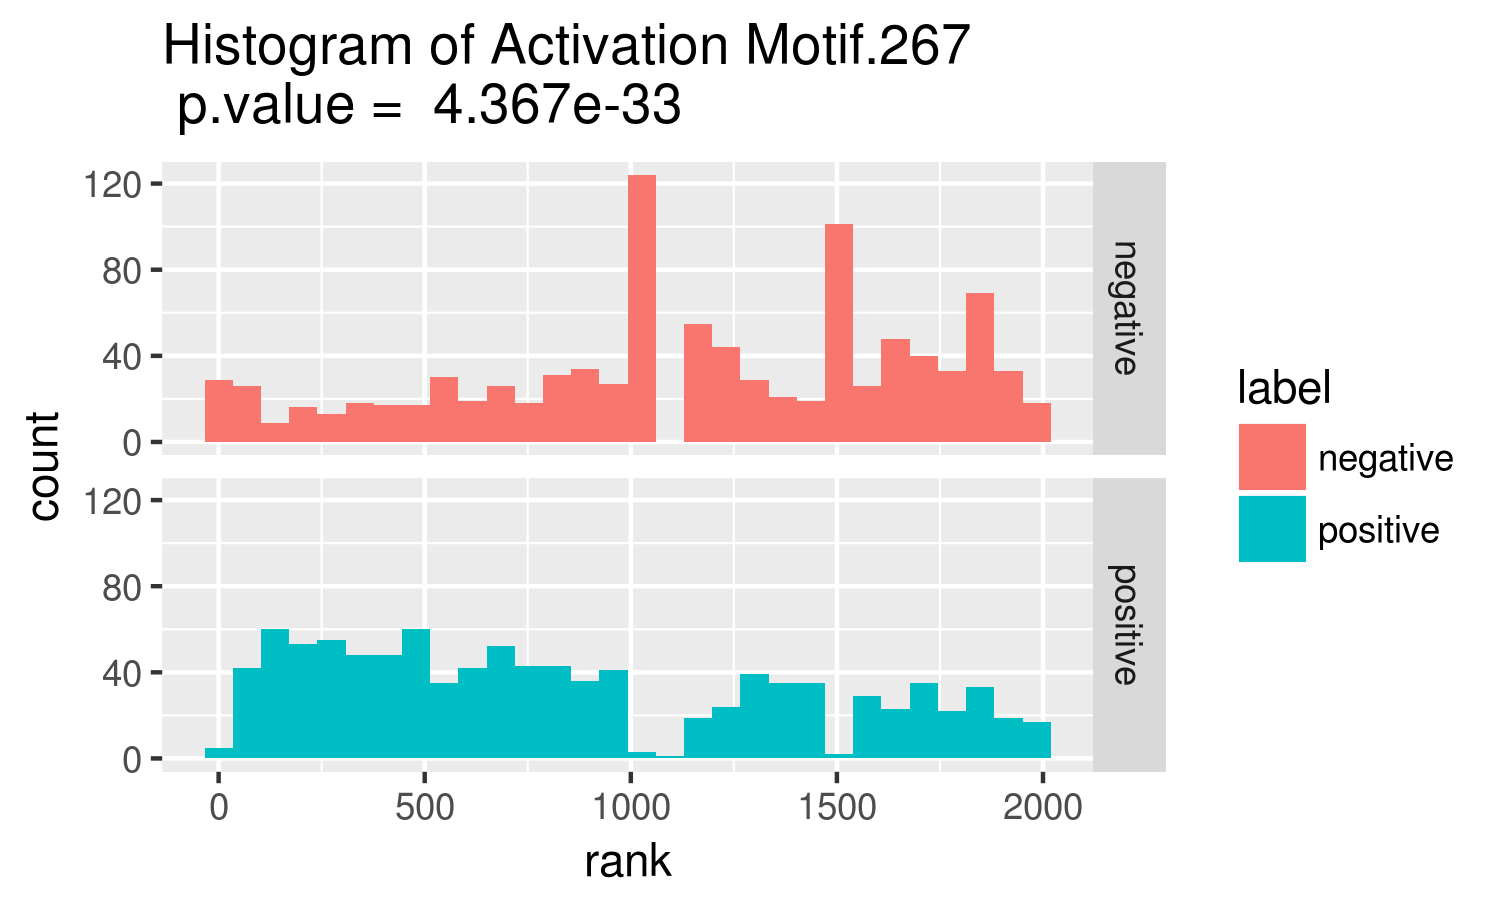 Histogram of Activation Motif.267
p.value = 4.367e-33
120
80
40
0
negative
120
80
40
0
positive
count
0 500 1000 1500 2000
rank
label
negative
positive